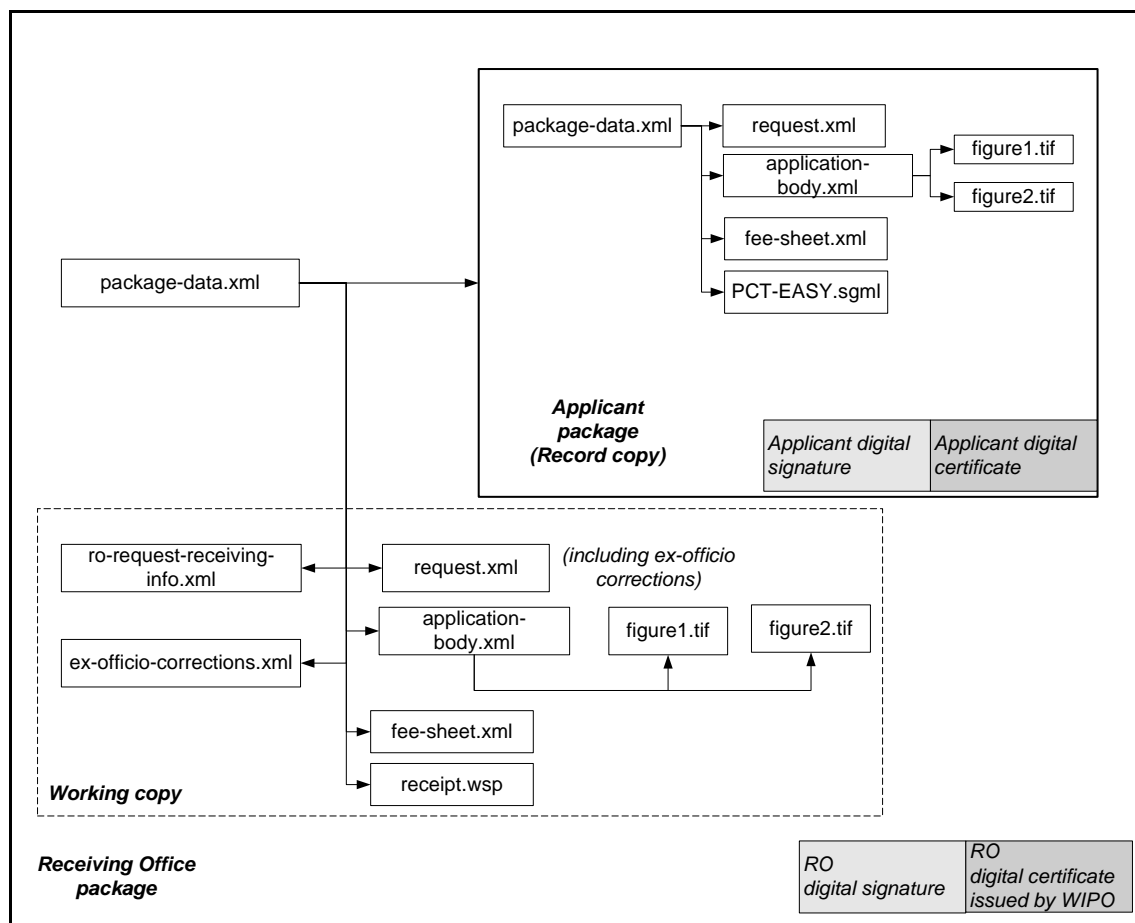 package-data.xml
request.xml
application-
body.xml
figure1.tif
figure2.tif
fee-sheet.xml
PCT-EASY.sgml
package-data.xml
Applicant
package
(Record copy)
Applicant digital
signature
Applicant digital
certificate
ro-request-receiving-
info.xml
request.xml
(including ex-officio
corrections)
application-
body.xml
figure1.tif
figure2.tif
ex-officio-corrections.xml
fee-sheet.xml
receipt.wsp
Working copy
Receiving Office
package
RO
digital signature
RO
digital certificate
issued by WIPO